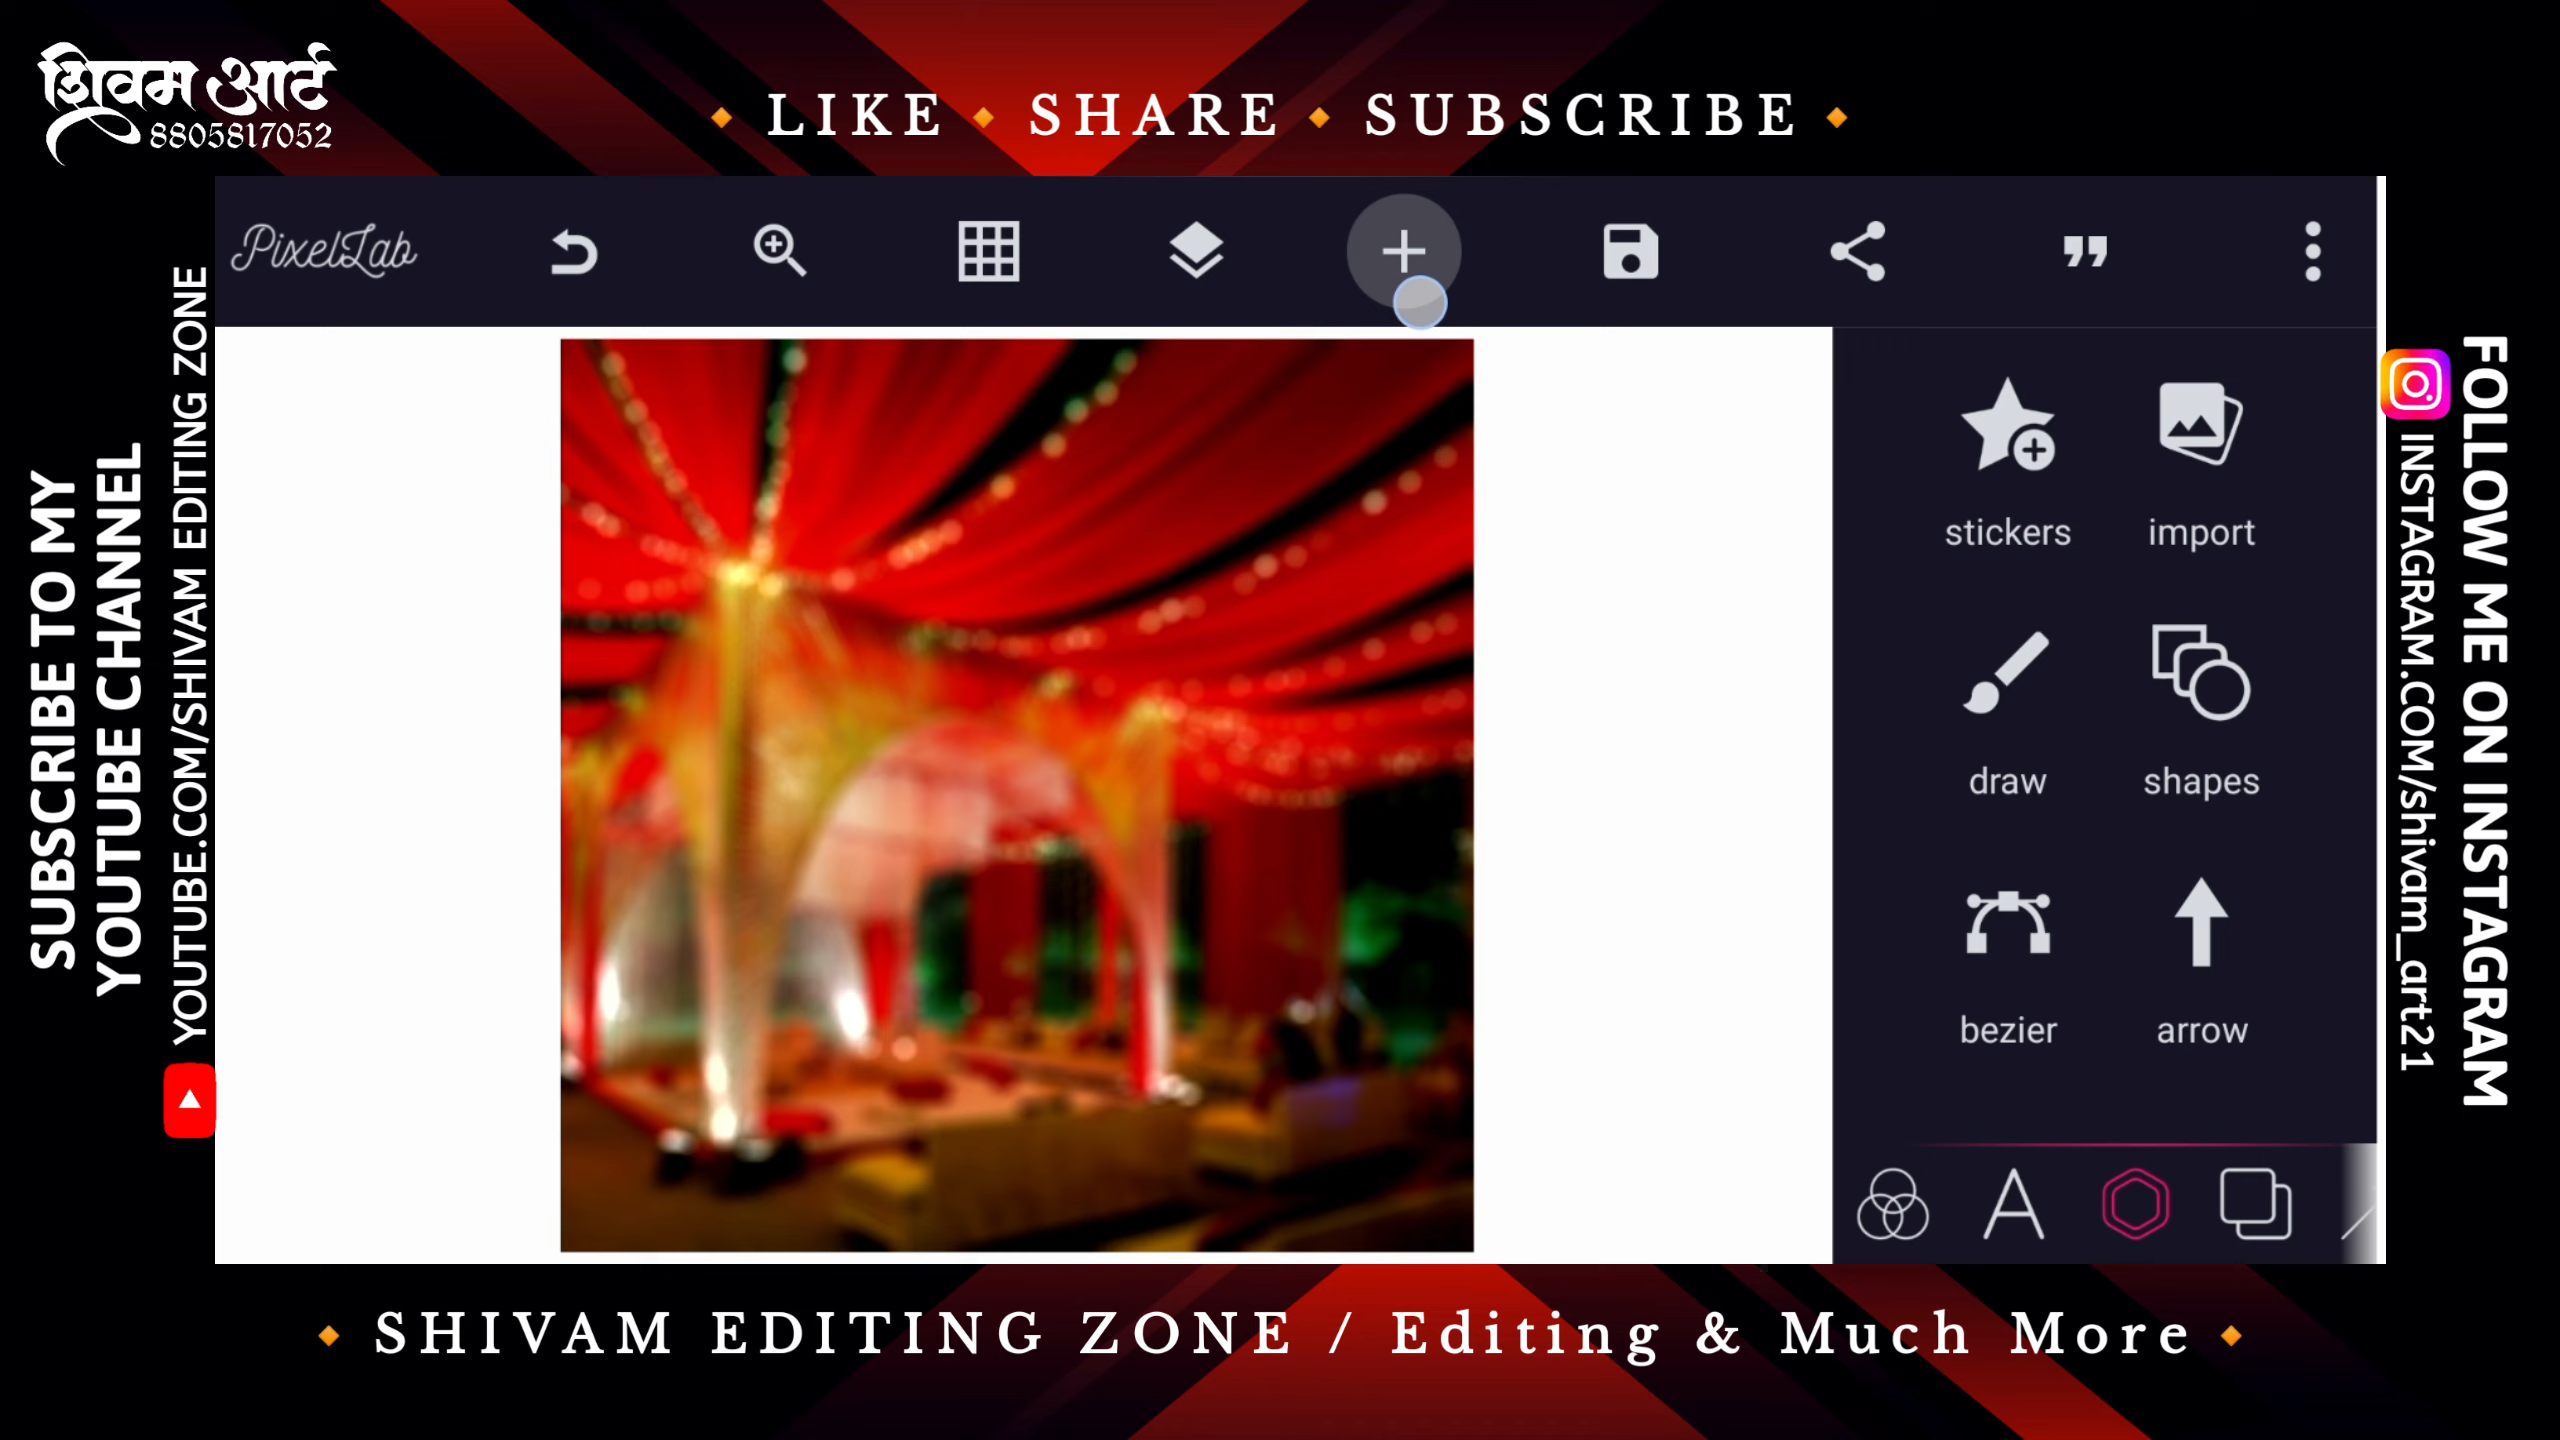 शिवम आर्ट
8805817052
LIKE SHARE SUBSCRIBE
PixelLab
SUBSCRIBE TO MY
YOUTUBE CHANNEL
YOUTUBE.COM/SHIVAM EDITING ZONE
stickers import
draw shapes
bezier arrow
FOLLOW ME ON INSTAGRAM
INSTAGRAM.COM/shivam_art21
SHIVAM EDITING ZONE / Editing & Much More